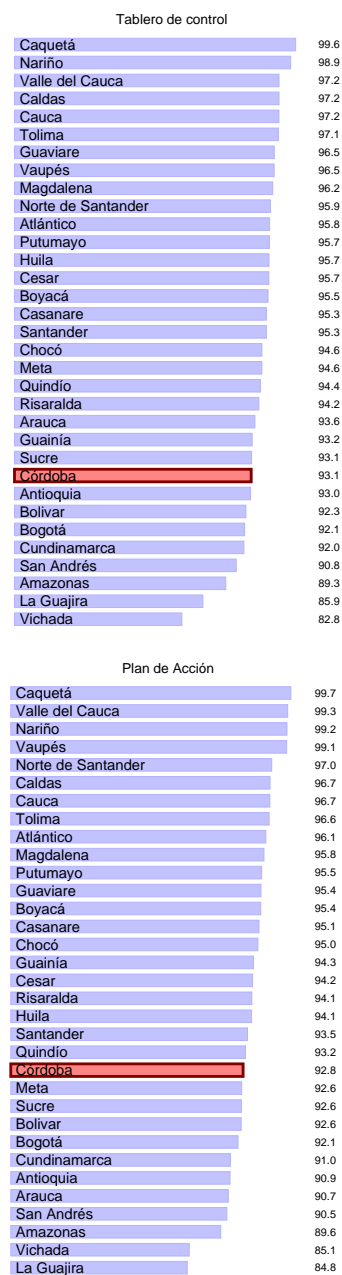 Tablero de control
Caquetá 99.6
Nariño 98.9
Valle del Cauca 97.2
Caldas 97.2
Cauca 97.2
Tolima 97.1
Guaviare 96.5
Vaupés 96.5
Magdalena 96.2
Norte de Santander 95.9
Atlántico 95.8
Putumayo 95.7
Huila 95.7
Cesar 95.7
Boyacá 95.5
Casanare 95.3
Santander 95.3
Chocó 94.6
Meta 94.6
Quindío 94.4
Risaralda 94.2
Arauca 93.6
Guainía 93.2
Sucre 93.1
Córdoba 93.1
Antioquia 93.0
Bolivar 92.3
Bogotá 92.1
Cundinamarca 92.0
San Andrés 90.8
Amazonas 89.3
La Guajira 85.9
Vichada 82.8
Plan de Acción
Caquetá 99.7
Valle del Cauca 99.3
Nariño 99.2
Vaupés 99.1
Norte de Santander 97.0
Caldas 96.7
Cauca 96.7
Tolima 96.6
Atlántico 96.1
Magdalena 95.8
Putumayo 95.5
Guaviare 95.4
Boyacá 95.4
Casanare 95.1
Chocó 95.0
Guainía 94.3
Cesar 94.2
Risaralda 94.1
Huila 94.1
Santander 93.5
Quindío 93.2
Córdoba 92.8
Meta 92.6
Sucre 92.6
Bolivar 92.6
Bogotá 92.1
Cundinamarca 91.0
Antioquia 90.9
Arauca 90.7
San Andrés 90.5
Amazonas 89.6
Vichada 85.1
La Guajira 84.8